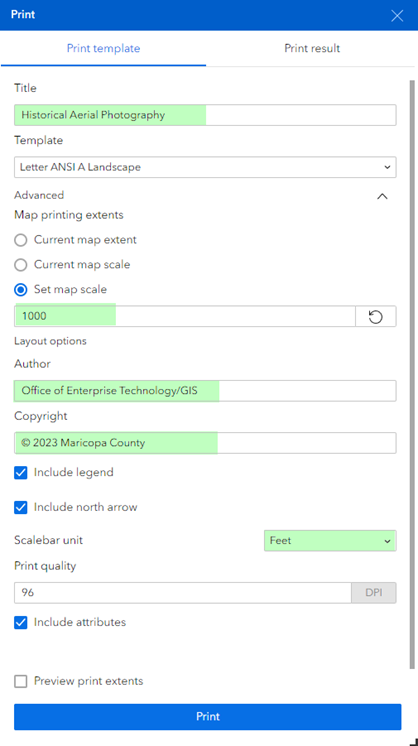 Print
Print template Print result
Title
Historical Aerial Photography
Template
Letter ANSI A Landscape
Advanced
Map printing extents
Current map extent
Current map scale
Set map scale
1000
Layout options
Author
Office of Enterprise Technology/GIS
Copyright
© 2023 Maricopa County
Include legend
Include north arrow
Scalebar unit Feet
Print quality
96 DPI
Include attributes
Preview print extents
Print